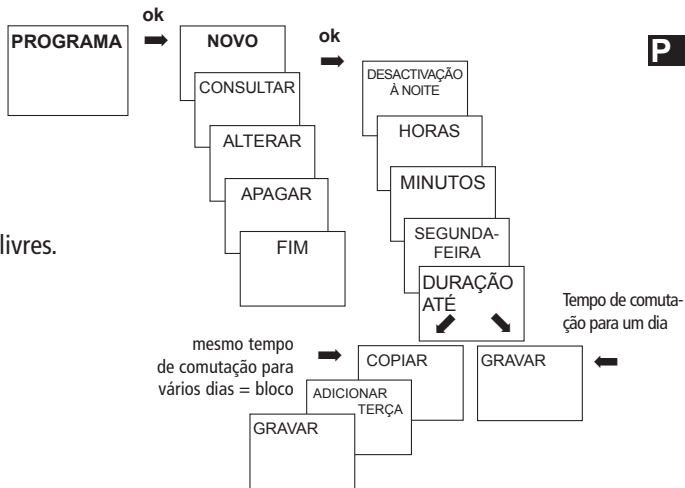 ok
PROGRAMA
NOVO
ok
P
CONSULTAR
DESACTIVAÇÃO
À NOITE
ALTERAR
HORAS
APAGAR
MINUTOS
livres.
FIM
SEGUNDA-
FEIRA
DURAÇÃO
ATÉ
Tempo de comuta-
ção para um dia
mesmo tempo
de comutação para
vários dias = bloco
COPIAR
GRAVAR
ADICIONAR
TERÇA
GRAVAR